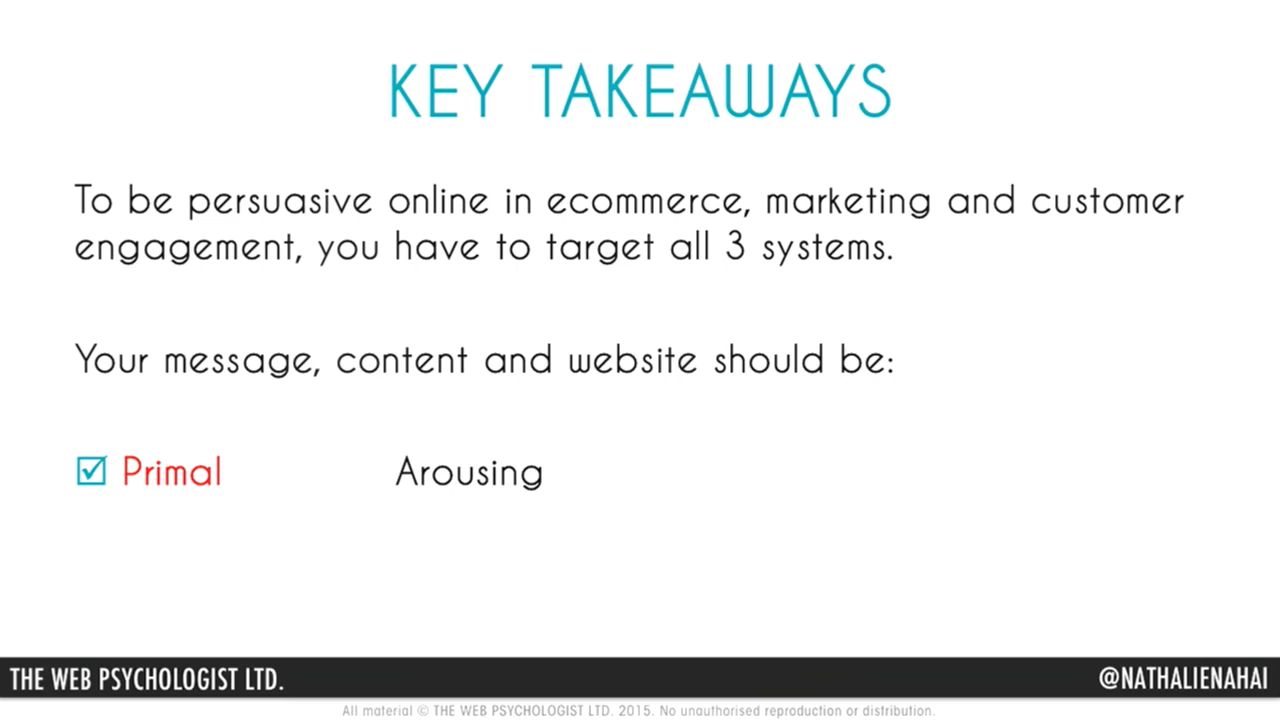 KEY TAKEAWAYS
To be persuasive online in ecommerce, marketing and customer
engagement, you have to target all 3 systems.
Your message, content and website should be:
☑ Primal Arousing
THE WEB PSYCHOLOGIST LTD. @NATHALIENAHAI
All material © THE WEB PSYCHOLOGIST LTD. 2015. No unauthorised reproduction or distribution.